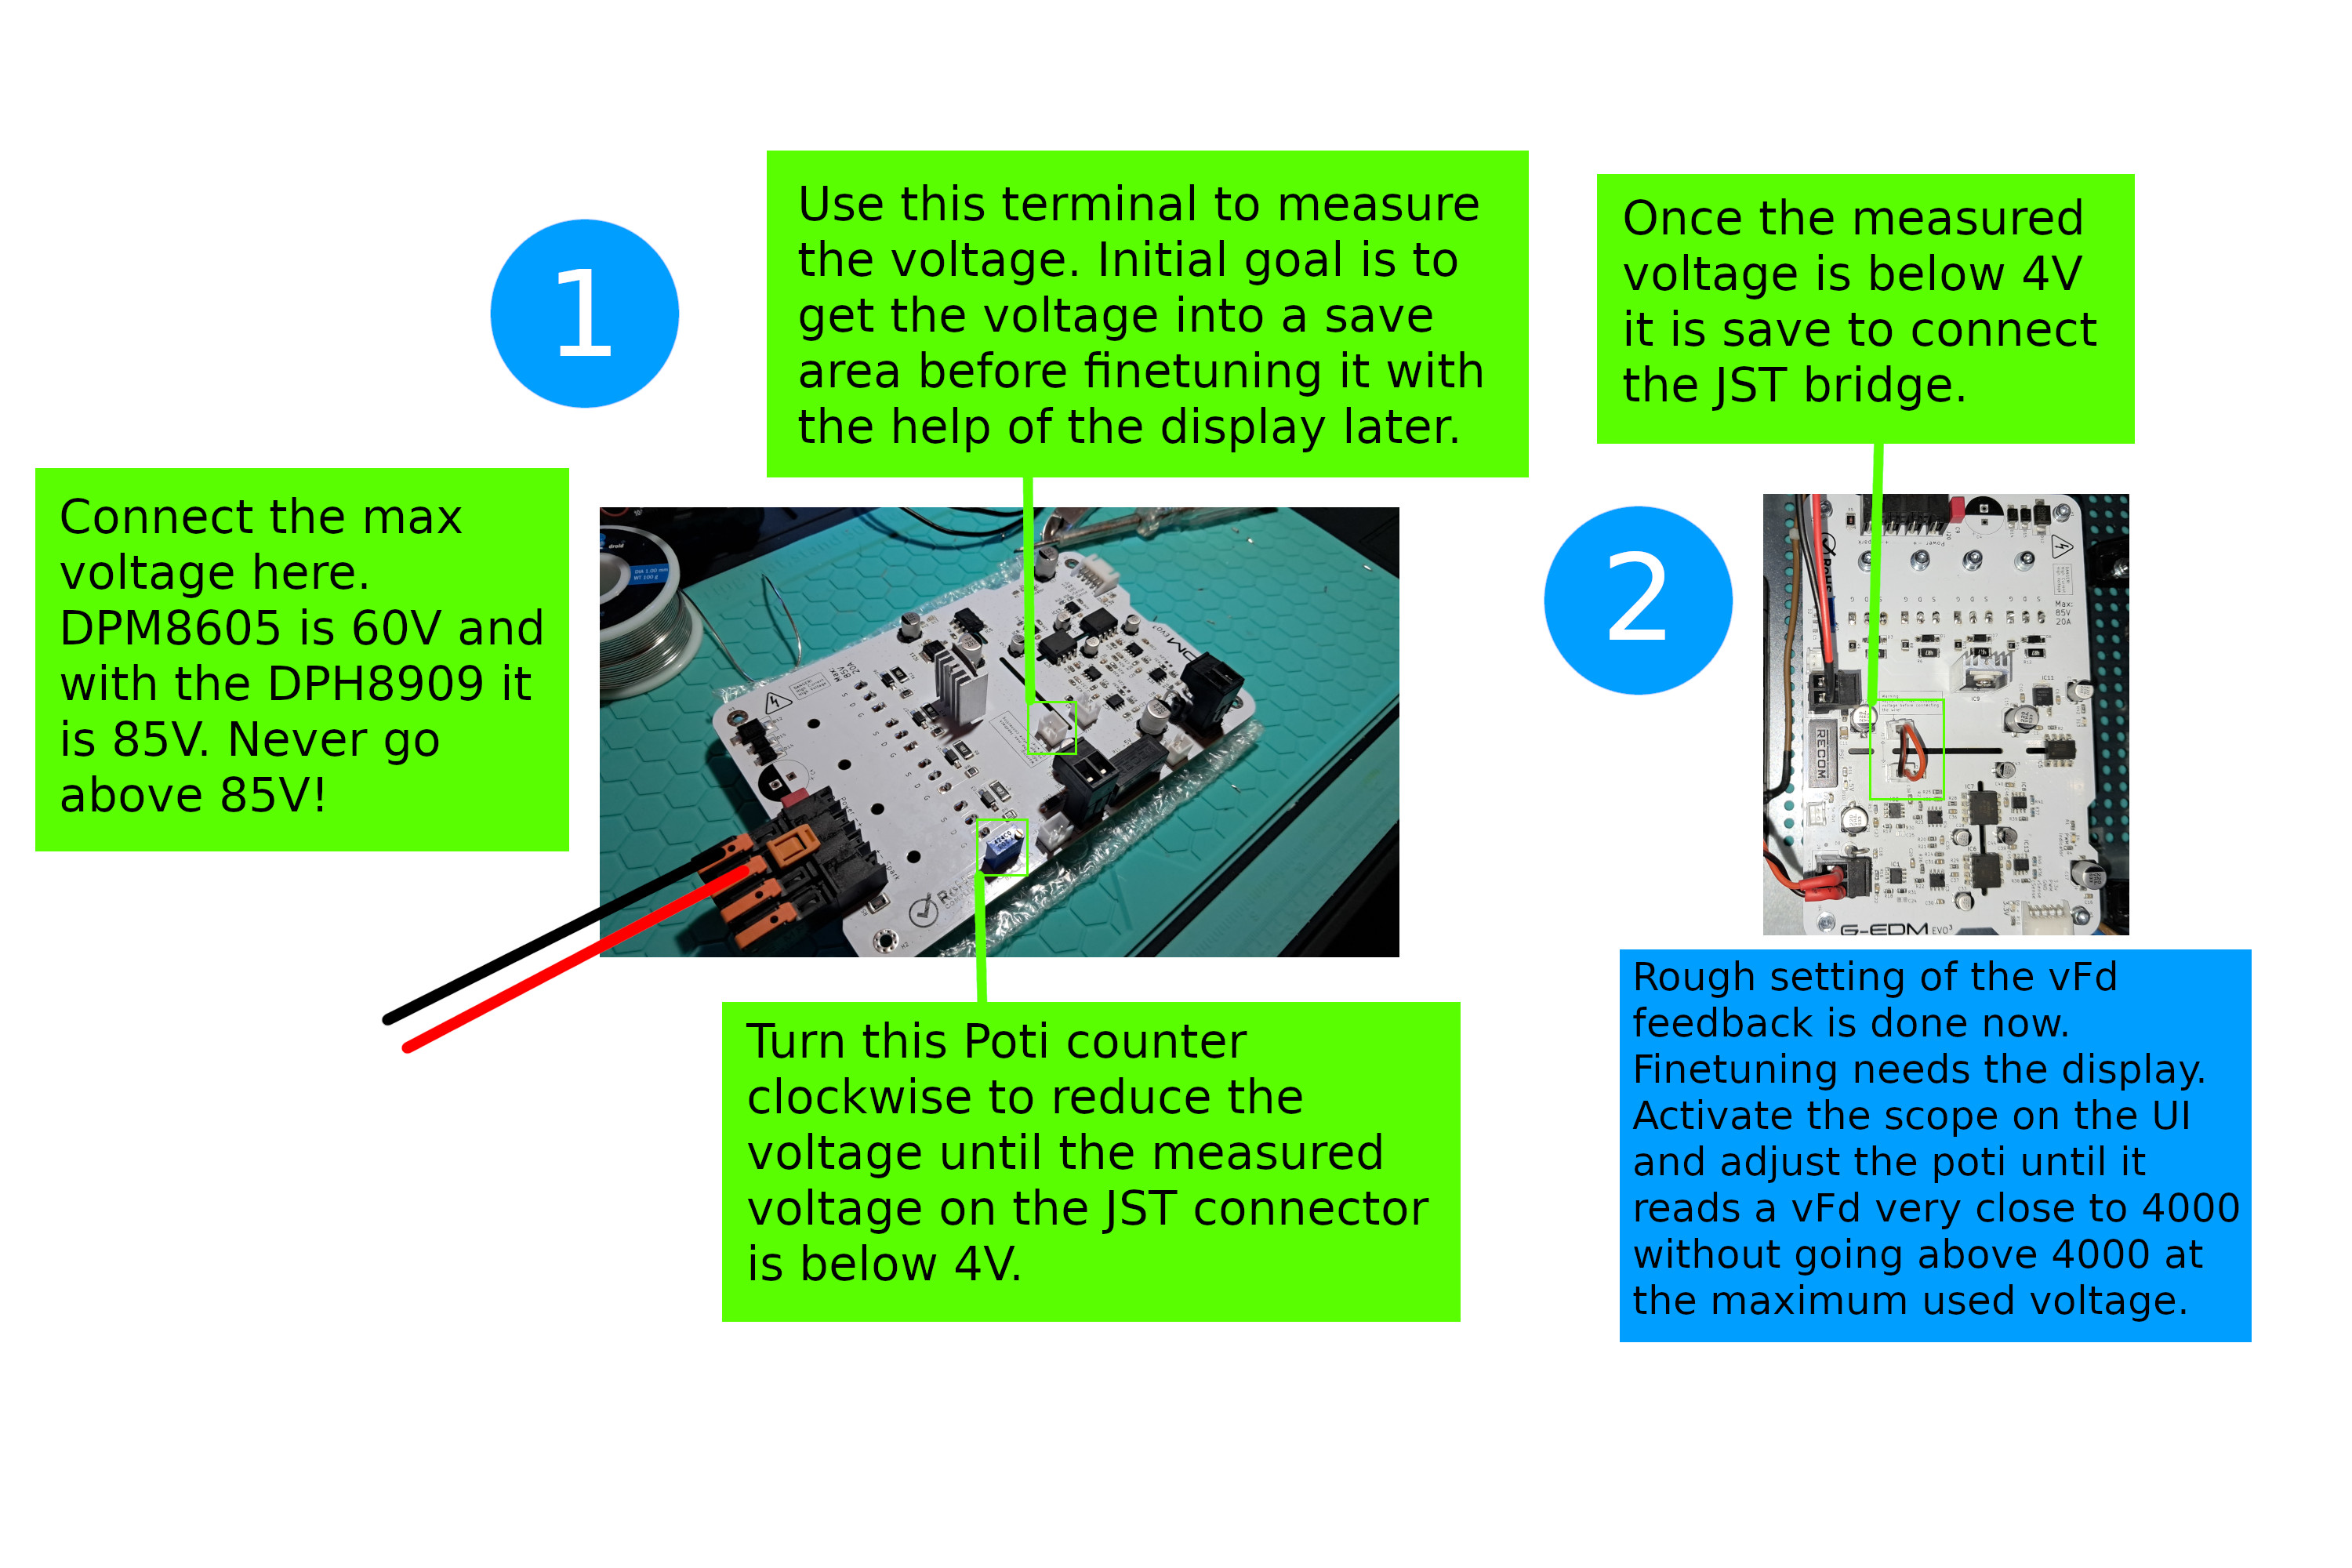 1
Use this terminal to measure
the voltage. Initial goal is to
get the voltage into a save
area before finetuning it with
the help of the display later.
Connect the max
voltage here.
DPM8605 is 60V and
with the DPH8909 it
is 85V. Never go
above 85V!
Turn this Poti counter
clockwise to reduce the
voltage until the measured
voltage on the JST connector
is below 4V.
2
Once the measured
voltage is below 4V
it is save to connect
the JST bridge.
Max:
85V
20A
RECOM
G-EDM EVO³
Rough setting of the vFd
feedback is done now.
Finetuning needs the display.
Activate the scope on the UI
and adjust the poti until it
reads a vFd very close to 4000
without going above 4000 at
the maximum used voltage.